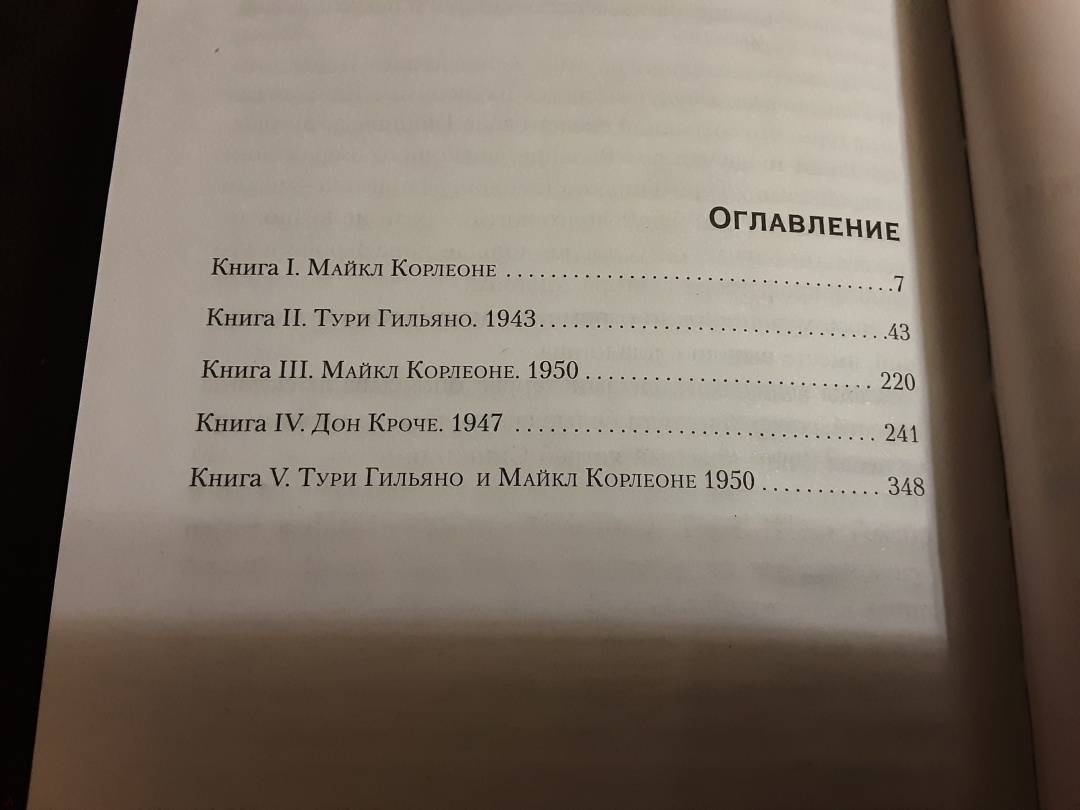 Оглавление
Книга I. Майкл Корлеоне ........................................7
Книга II. Тури Гильяно. 1943....................................43
Книга III. Майкл Корлеоне. 1950 .............................. 220
Книга IV. Дон Кроче. 1947 ..................................... 241
Книга V. Тури Гильяно и Майкл Корлеоне 1950 ............ 348